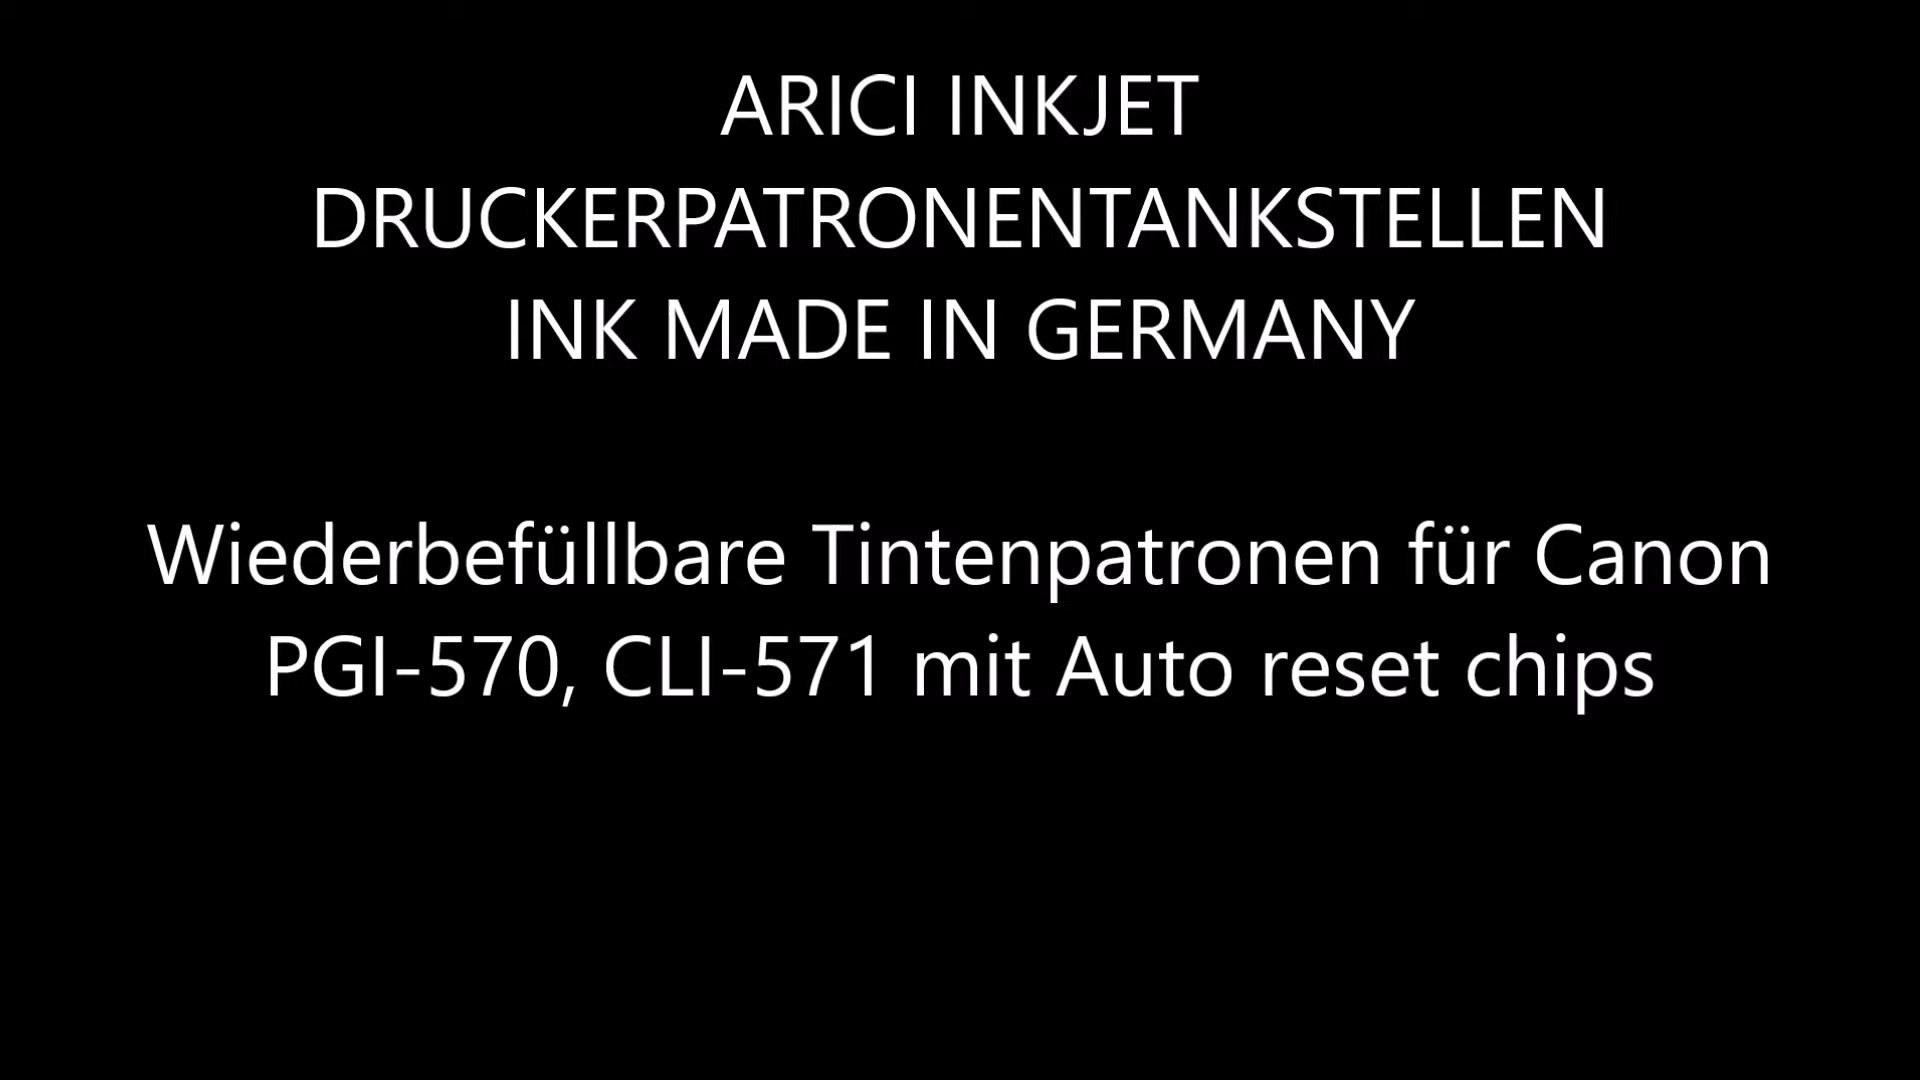 ARICI INKJET
DRUCKERPATRONENTANKSTELLEN
INK MADE IN GERMANY
Wiederbefüllbare Tintenpatronen für Canon
PGI-570, CLI-571 mit Auto reset chips